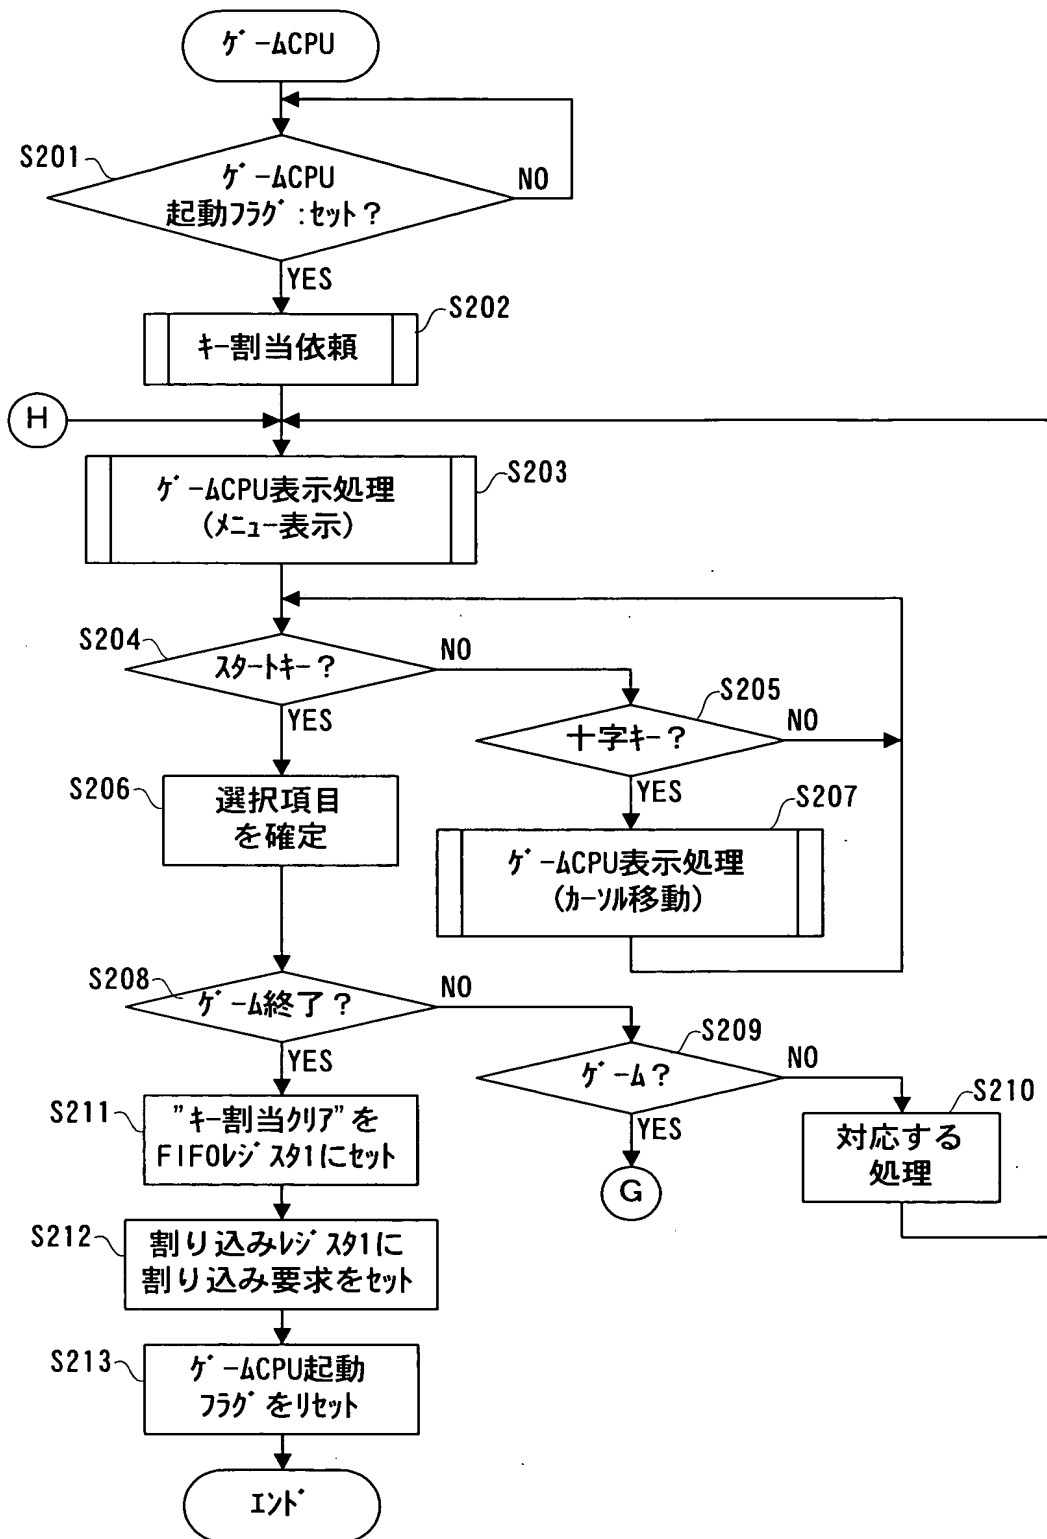 ｹﾞｰﾑCPU
S201
ｹﾞｰﾑCPU
起動ﾌﾗｸﾞ:ｾｯﾄ?
NO
YES
S202
ｷｰ割当依頼
H
S203
ｹﾞｰﾑCPU表示処理
(ﾒﾆｭｰ表示)
S204
ｽﾀｰﾄｷｰ?
NO
YES
S205
十字ｷｰ?
NO
YES
S206
選択項目
を確定
S207
ｹﾞｰﾑCPU表示処理
(ｶｰｿﾙ移動)
S208
ｹﾞｰﾑ終了?
NO
YES
S209
ｹﾞｰﾑ?
NO
YES
S210
対応する
処理
G
S211
"ｷｰ割当ｸﾘｱ"を
FIFOﾚｼﾞｽﾀ1にｾｯﾄ
S212
割り込みﾚｼﾞｽﾀ1に
割り込み要求をｾｯﾄ
S213
ｹﾞｰﾑCPU起動
ﾌﾗｸﾞをﾘｾｯﾄ
ｴﾝﾄﾞ